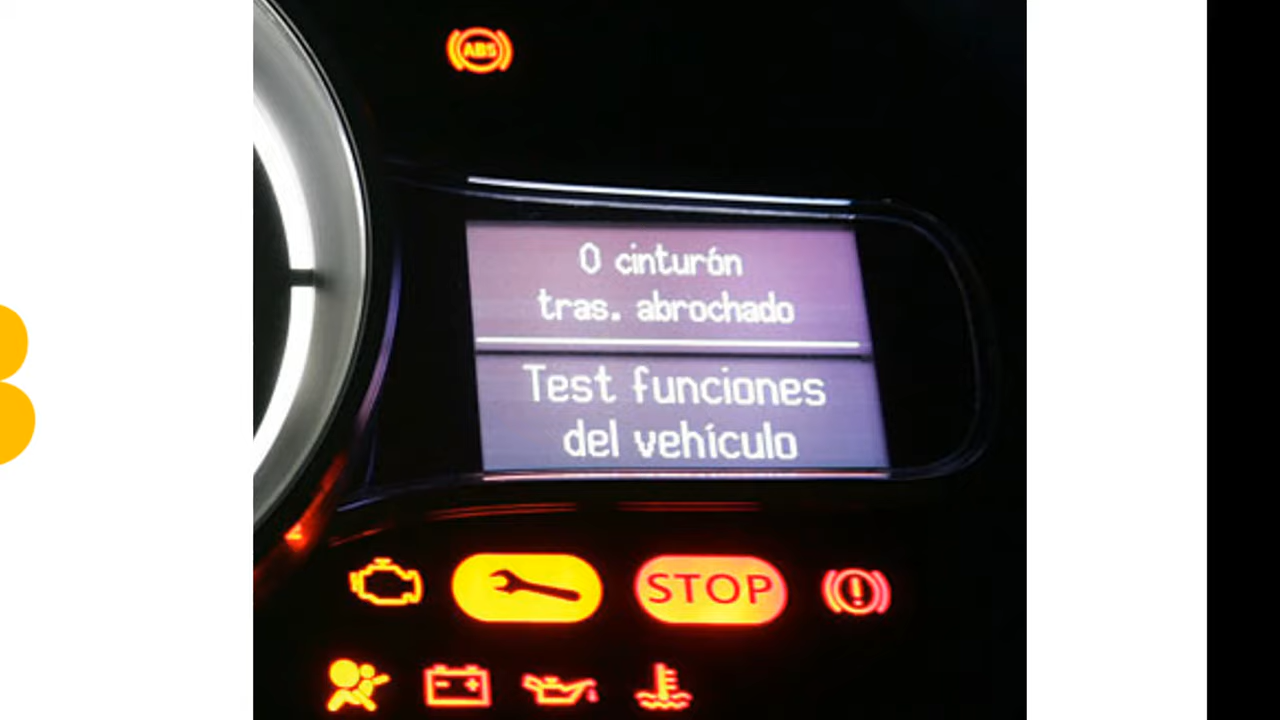 ABS
0 cinturón
tras. abrochado
Test funciones
del vehículo
STOP